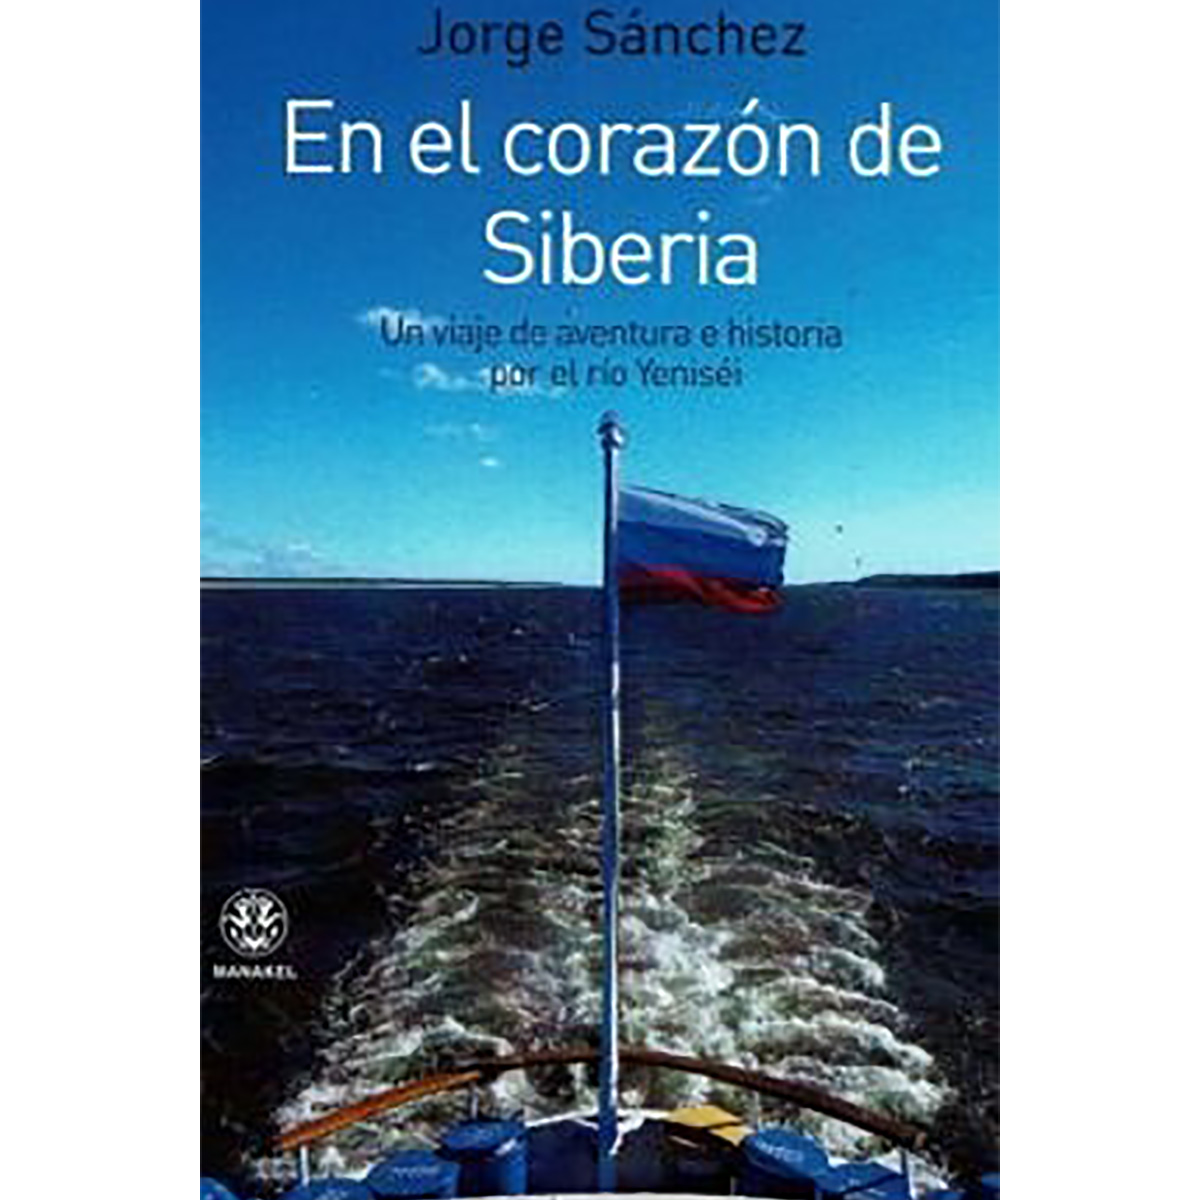 Jorge Sánchez
En el corazón de
Siberia
Un viaje de aventura e historia
por el río Yeniséi
MANAKEL